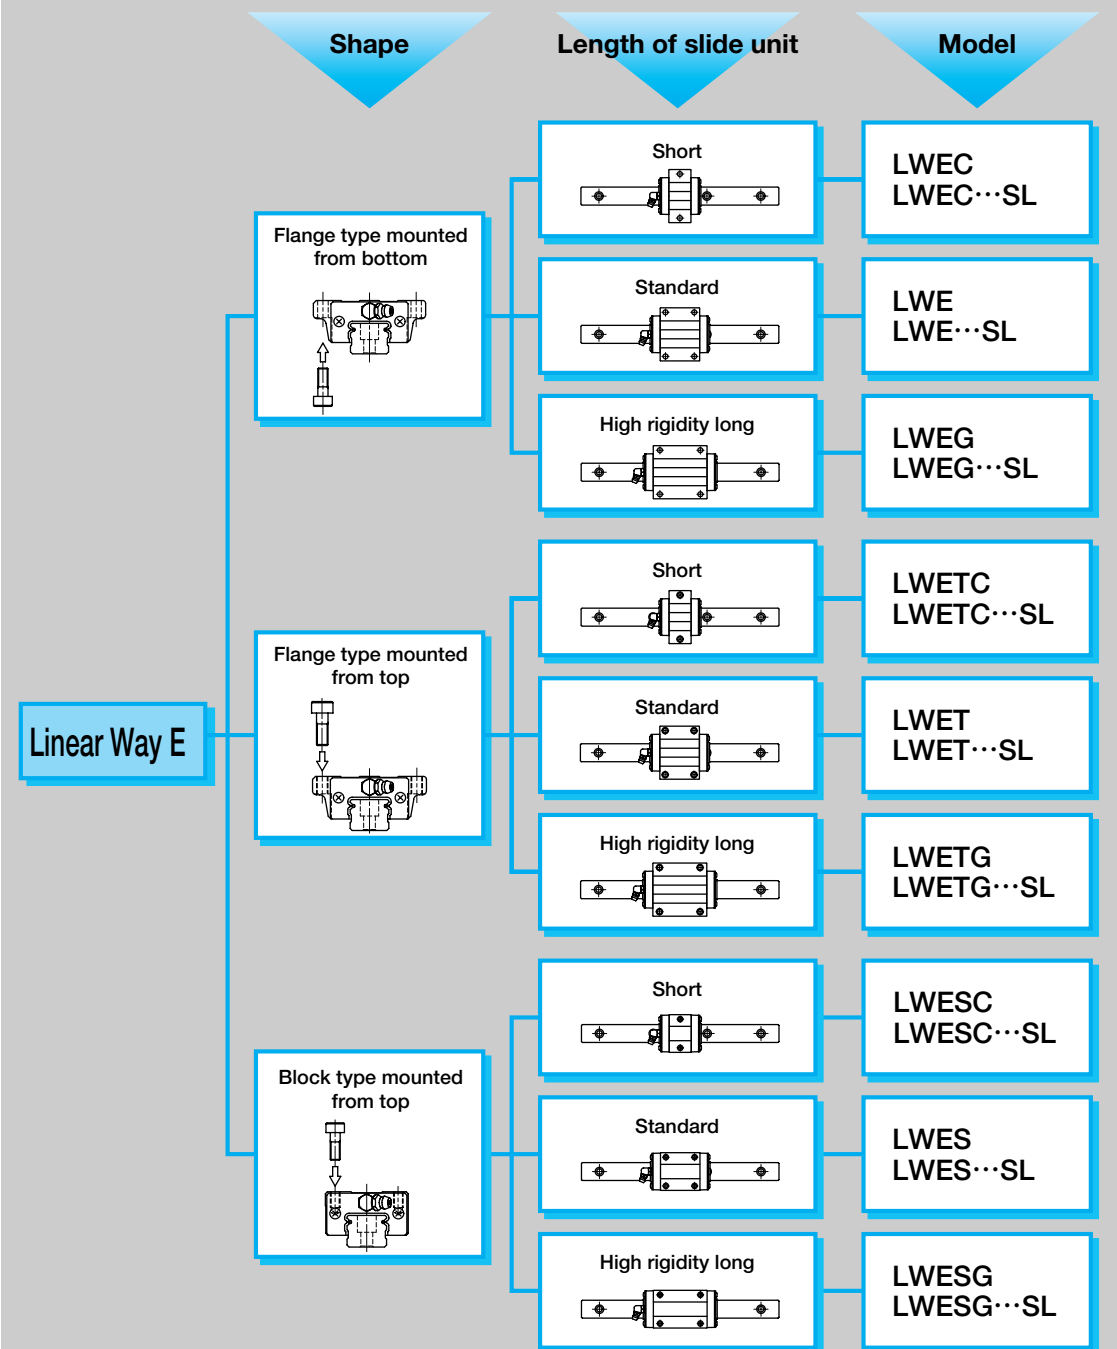 Shape
Length of slide unit
Model
Linear Way E
Flange type mounted
from bottom
Short
LWEC
LWEC⋯SL
Standard
LWE
LWE⋯SL
High rigidity long
LWEG
LWEG⋯SL
Flange type mounted
from top
Short
LWETC
LWETC⋯SL
Standard
LWET
LWET⋯SL
High rigidity long
LWETG
LWETG⋯SL
Block type mounted
from top
Short
LWESC
LWESC⋯SL
Standard
LWES
LWES⋯SL
High rigidity long
LWESG
LWESG⋯SL